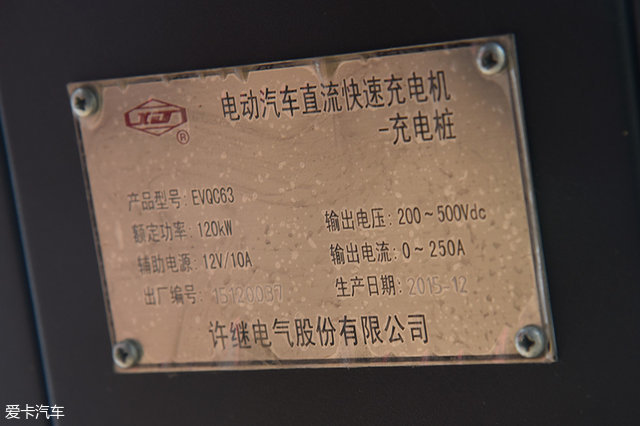 电动汽车直流快速充电机
-充电桩
XJ
®
产品型号: EVQC63
额定功率: 120kW
辅助电源: 12V/10A
出厂编号: 15120037
输出电压: 200~500Vdc
输出电流: 0~250A
生产日期: 2015-12
许继电气股份有限公司
爱卡汽车